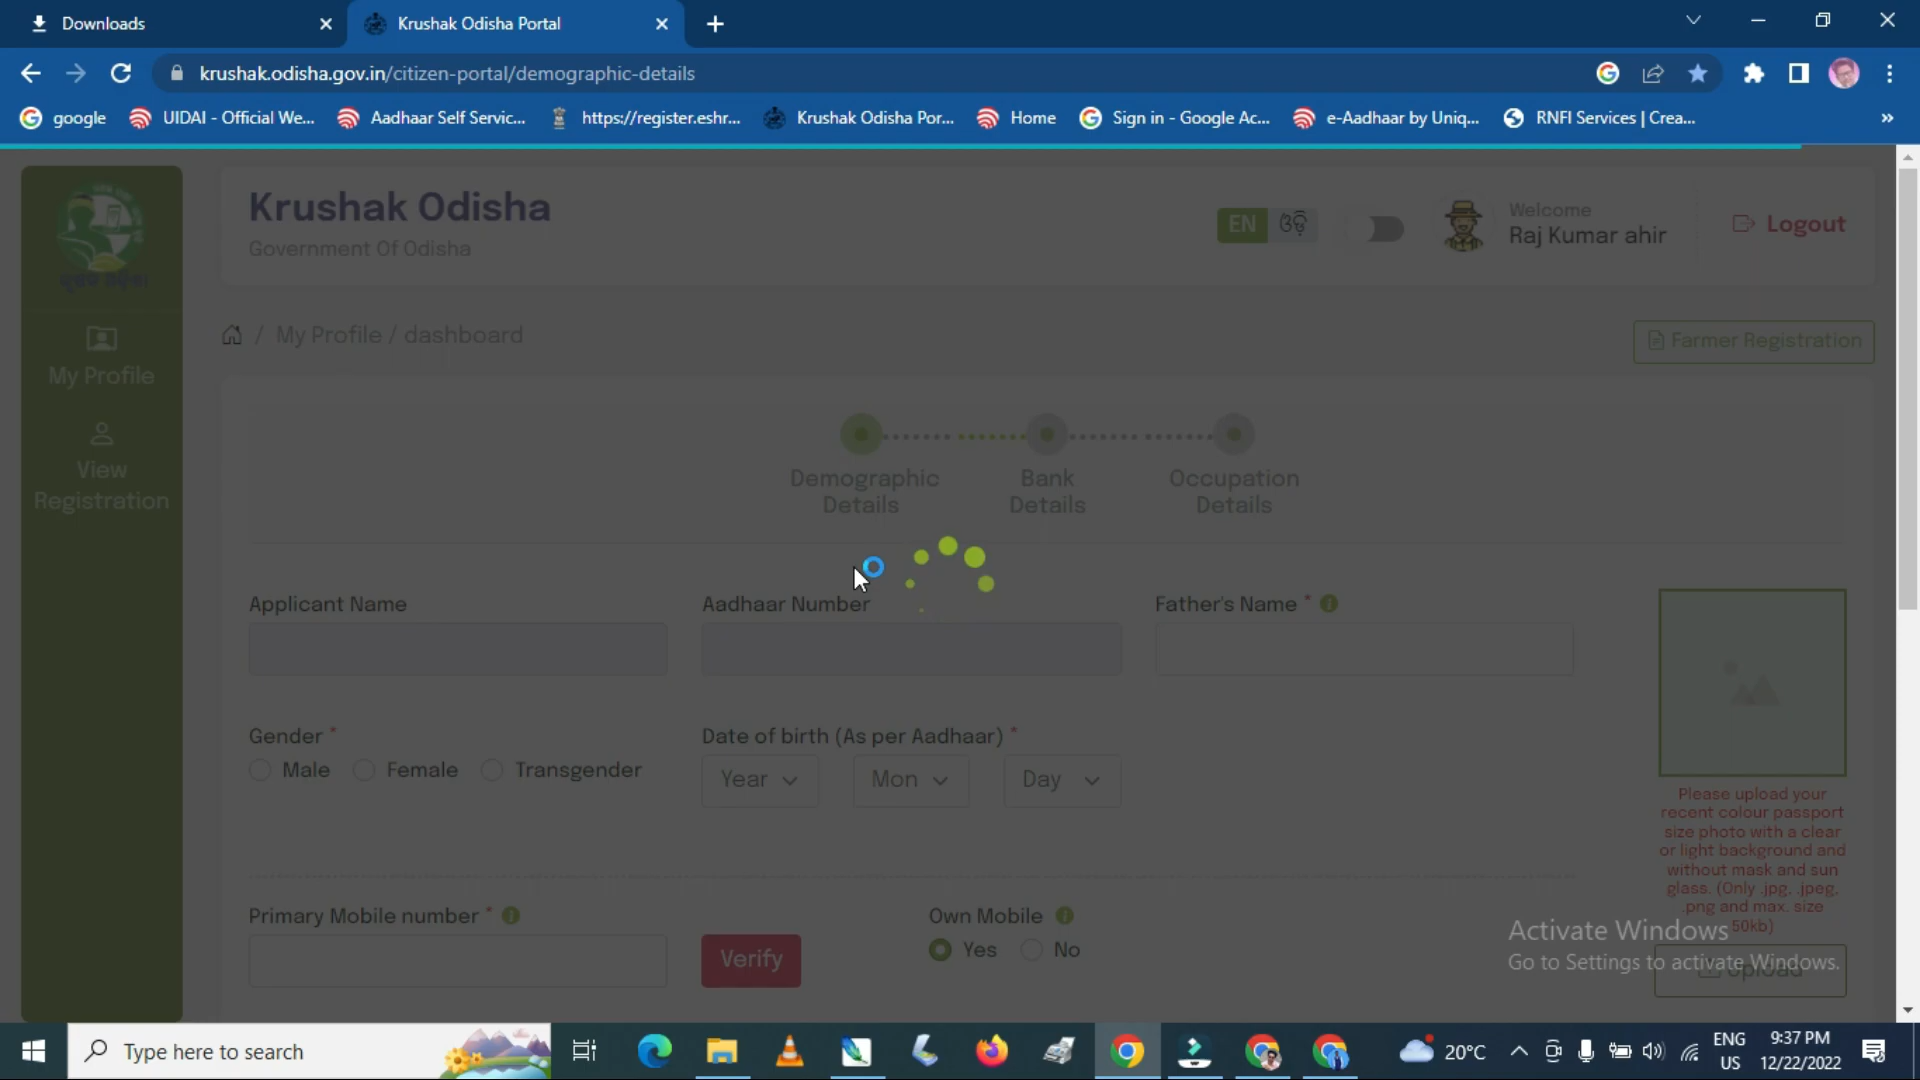 Downloads
Krushak Odisha Portal
krushak.odisha.gov.in/citizen-portal/demographic-details
google
UIDAI - Official We...
Aadhaar Self Servic...
https://register.eshr...
Krushak Odisha Por...
Home
Sign in - Google Ac...
e-Aadhaar by Uniq...
RNFI Services | Crea...
»
Krushak Odisha
Government Of Odisha
EN
ଓଡ଼ି
Welcome
Raj Kumar ahir
Logout
My Profile
View
Registration
/ My Profile / dashboard
Farmer Registration
Demographic
Details
Bank
Details
Occupation
Details
Applicant Name
Aadhaar Number
Father's Name *
Gender *
Male
Female
Transgender
Date of birth (As per Aadhaar) *
Year
Mon
Day
Please upload your
recent colour passport
size photo with a clear
or light background and
without mask and sun
glass. (Only .jpg, .jpeg,
.png and max. size
50kb)
Upload
Primary Mobile number *
Verify
Own Mobile
Yes
No
Activate Windows
Go to Settings to activate Windows.
Type here to search
20°C
ENG
US
9:37 PM
12/22/2022